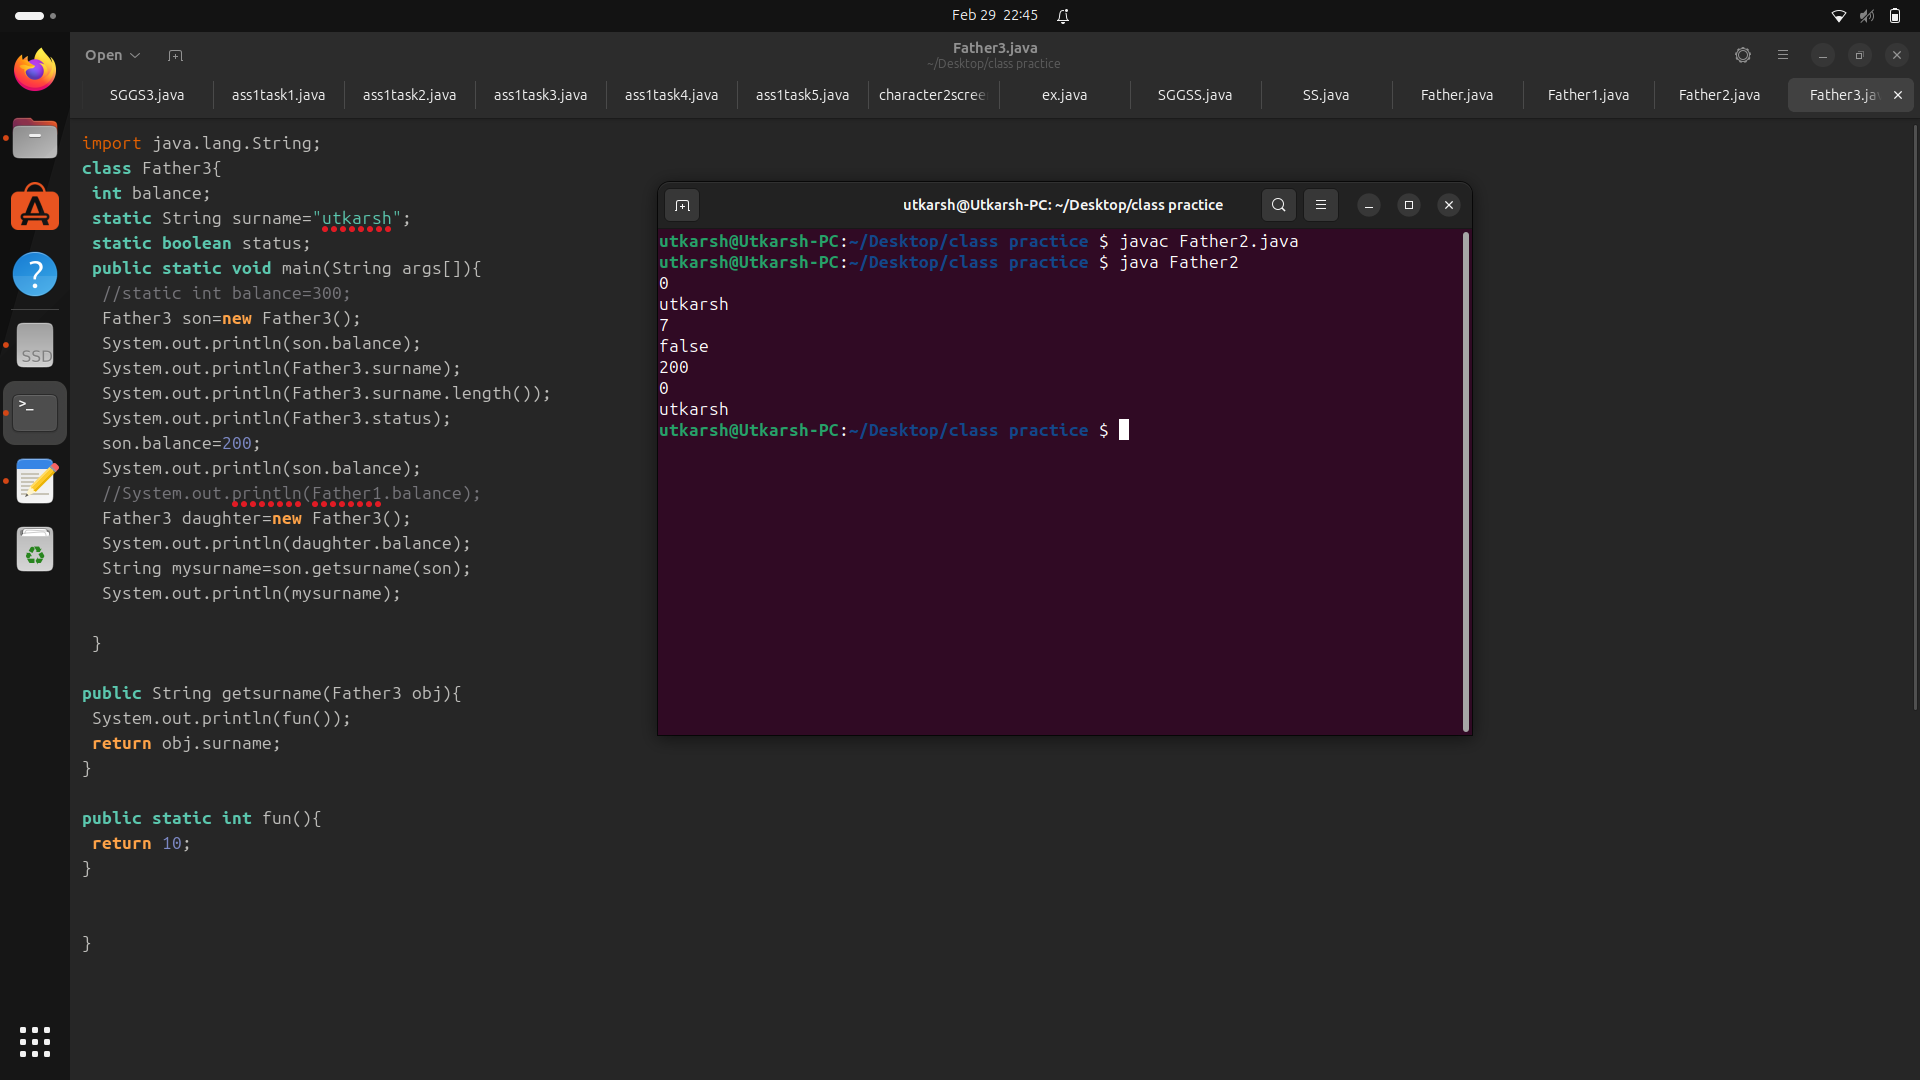 Feb 29 22:45
Open
Father3.java
~/Desktop/class practice
SGGS3.java ass1task1.java ass1task2.java ass1task3.java ass1task4.java ass1task5.java character2scree ex.java SGGSS.java SS.java Father.java Father1.java Father2.java Father3.ja
import java.lang.String;
class Father3{
int balance;
static String surname="utkarsh";
static boolean status;
public static void main(String args[]){
//static int balance=300;
Father3 son=new Father3();
System.out.println(son.balance);
System.out.println(Father3.surname);
System.out.println(Father3.surname.length());
System.out.println(Father3.status);
son.balance=200;
System.out.println(son.balance);
//System.out.println(Father1.balance);
Father3 daughter=new Father3();
System.out.println(daughter.balance);
String mysurname=son.getsurname(son);
System.out.println(mysurname);
}
public String getsurname(Father3 obj){
System.out.println(fun());
return obj.surname;
}
public static int fun(){
return 10;
}
}
utkarsh@Utkarsh-PC: ~/Desktop/class practice
utkarsh@Utkarsh-PC:~/Desktop/class practice $ javac Father2.java
utkarsh@Utkarsh-PC:~/Desktop/class practice $ java Father2
0
utkarsh
7
false
200
0
utkarsh
utkarsh@Utkarsh-PC:~/Desktop/class practice $
SSD